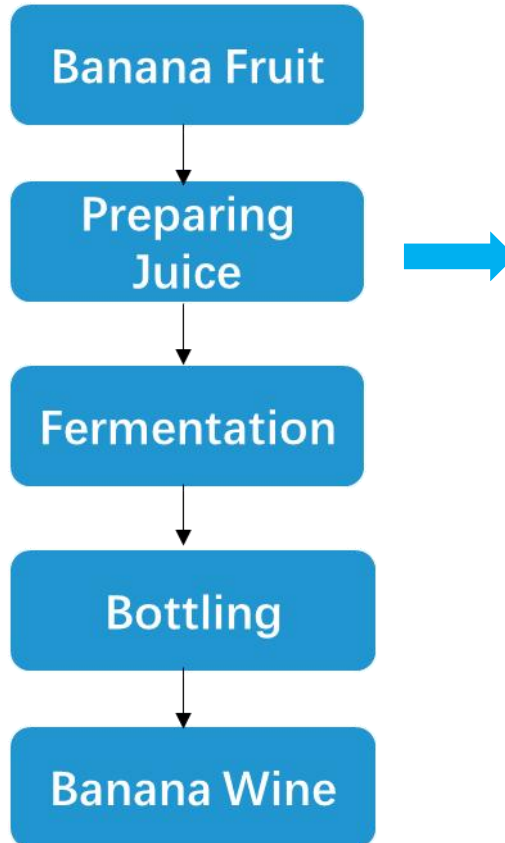 Banana Fruit
Preparing
Juice
Fermentation
Bottling
Banana Wine